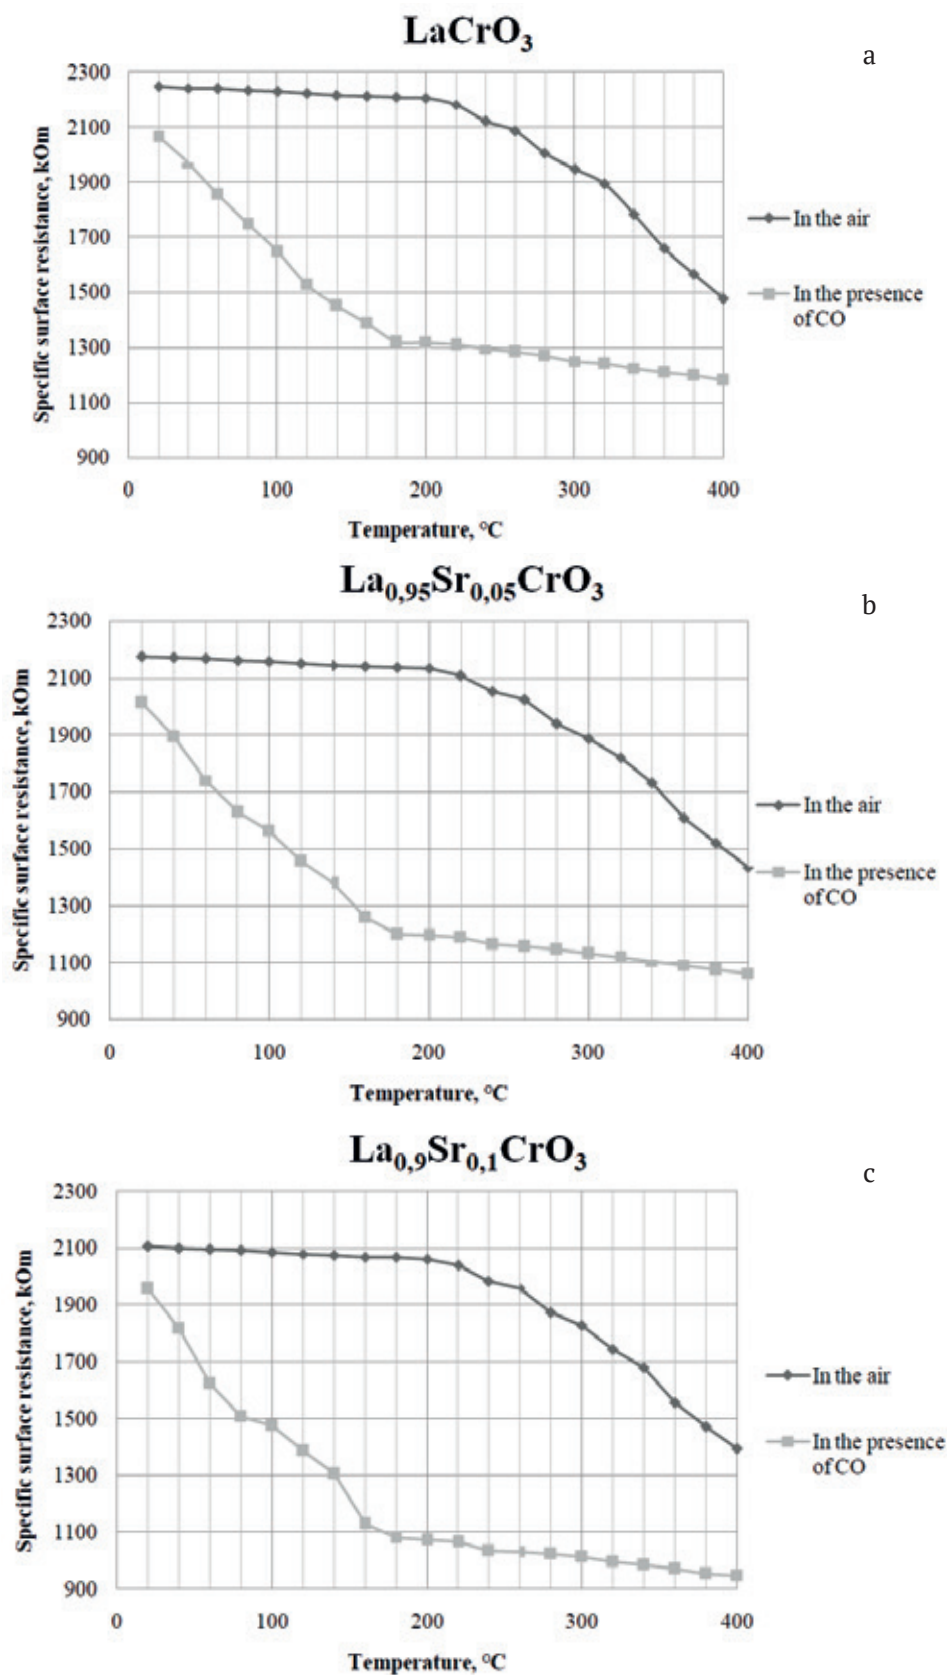 LaCrO3
a
2300
2100
1900
1700
1500
1300
1100
900
Specific surface resistance, kOm
0 100 200 300 400
Temperature, °C
In the air
In the presence
of CO
La0,95Sr0,05CrO3
b
2300
2100
1900
1700
1500
1300
1100
900
Specific surface resistance, kOm
0 100 200 300 400
Temperature, °C
In the air
In the presence
of CO
La0,9Sr0,1CrO3
c
2300
2100
1900
1700
1500
1300
1100
900
Specific surface resistance, kOm
0 100 200 300 400
Temperature, °C
In the air
In the presence
of CO